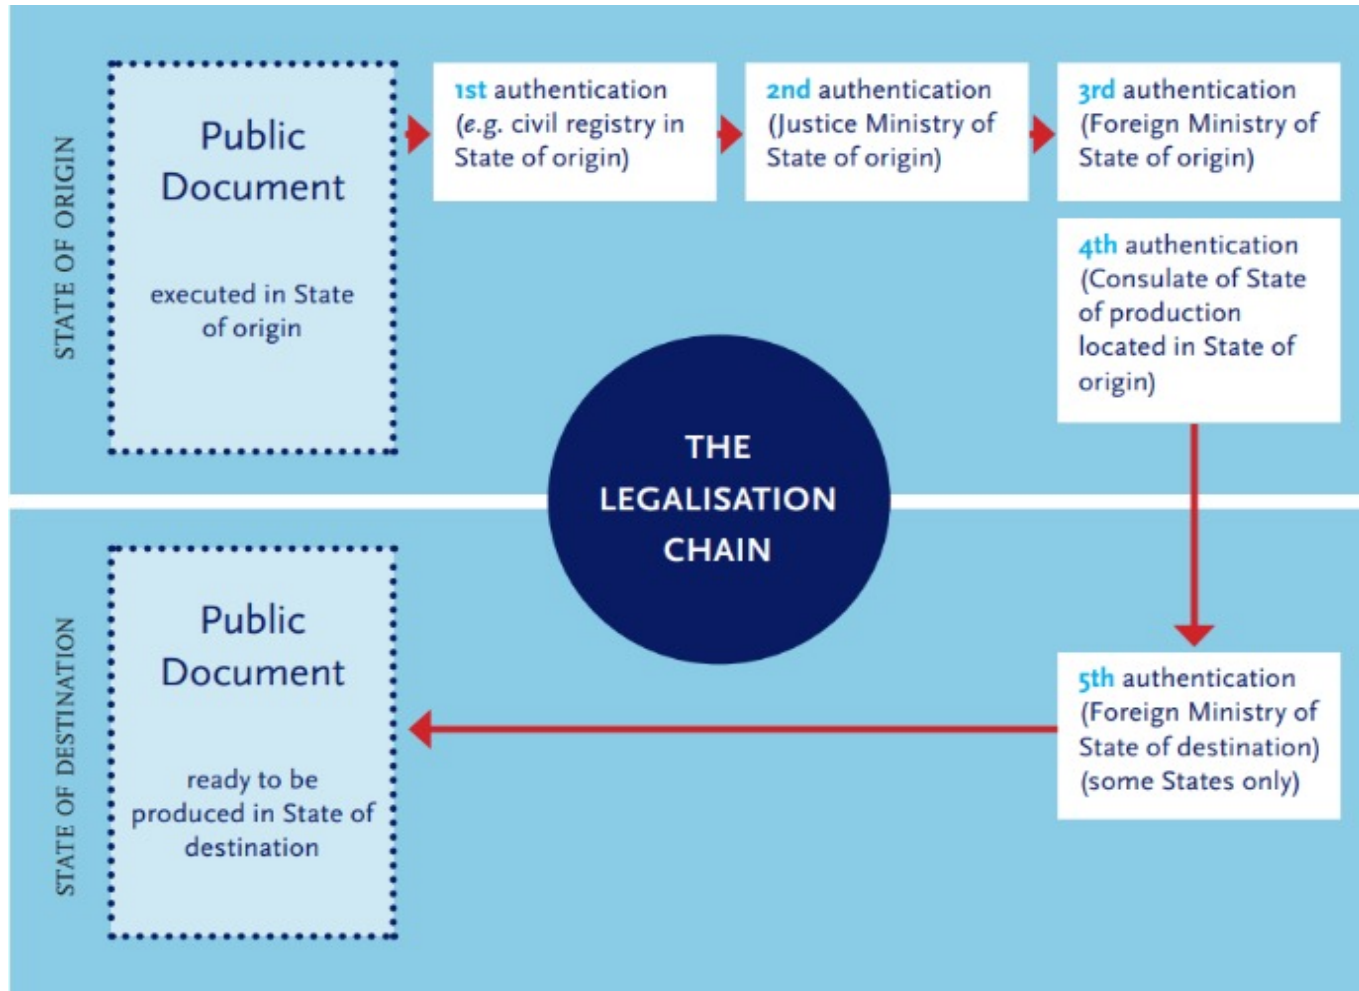 STATE OF ORIGIN
Public
Document
executed in State
of origin
1st authentication
(e.g. civil registry in
State of origin)
2nd authentication
(Justice Ministry of
State of origin)
3rd authentication
(Foreign Ministry of
State of origin)
4th authentication
(Consulate of State
of production
located in State of
origin)
THE
LEGALISATION
CHAIN
STATE OF DESTINATION
Public
Document
ready to be
produced in State of
destination
5th authentication
(Foreign Ministry of
State of destination)
(some States only)